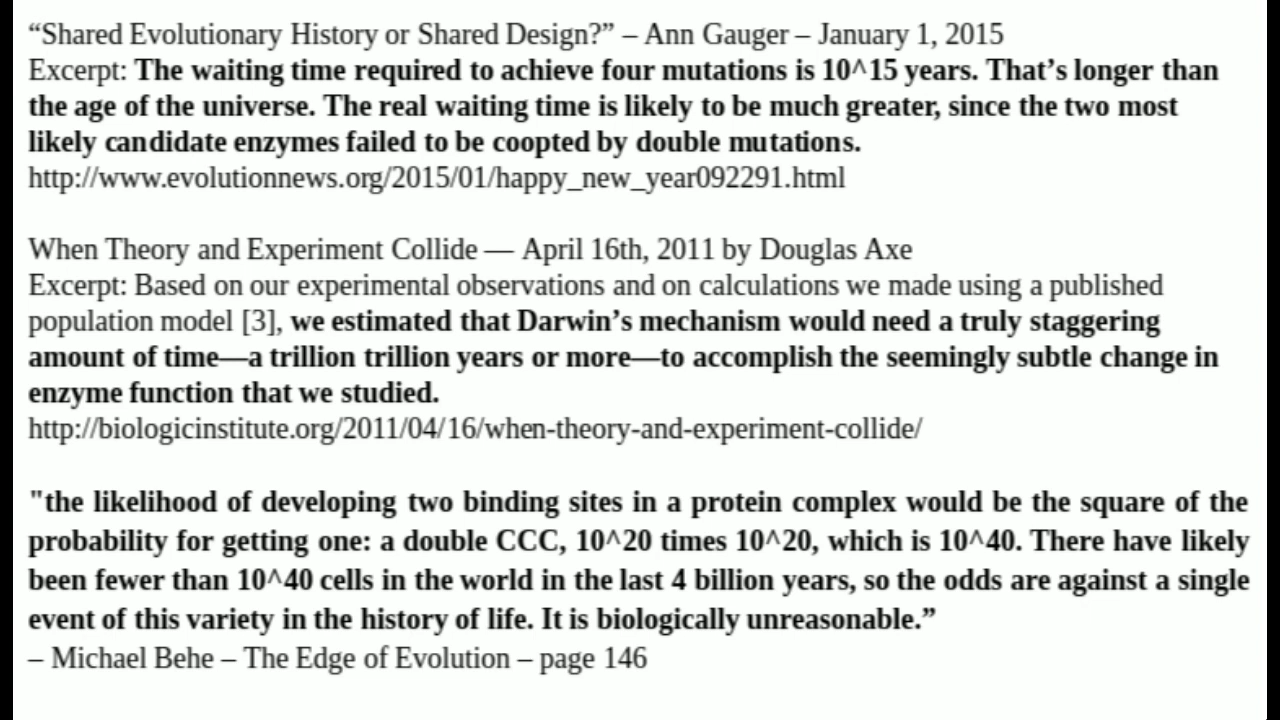 “Shared Evolutionary History or Shared Design?” – Ann Gauger – January 1, 2015
Excerpt: The waiting time required to achieve four mutations is 10^15 years. That’s longer than
the age of the universe. The real waiting time is likely to be much greater, since the two most
likely candidate enzymes failed to be coopted by double mutations.
http://www.evolutionnews.org/2015/01/happy_new_year092291.html
When Theory and Experiment Collide — April 16th, 2011 by Douglas Axe
Excerpt: Based on our experimental observations and on calculations we made using a published
population model [3], we estimated that Darwin’s mechanism would need a truly staggering
amount of time—a trillion trillion years or more—to accomplish the seemingly subtle change in
enzyme function that we studied.
http://biologicinstitute.org/2011/04/16/when-theory-and-experiment-collide/
"the likelihood of developing two binding sites in a protein complex would be the square of the
probability for getting one: a double CCC, 10^20 times 10^20, which is 10^40. There have likely
been fewer than 10^40 cells in the world in the last 4 billion years, so the odds are against a single
event of this variety in the history of life. It is biologically unreasonable.”
– Michael Behe – The Edge of Evolution – page 146